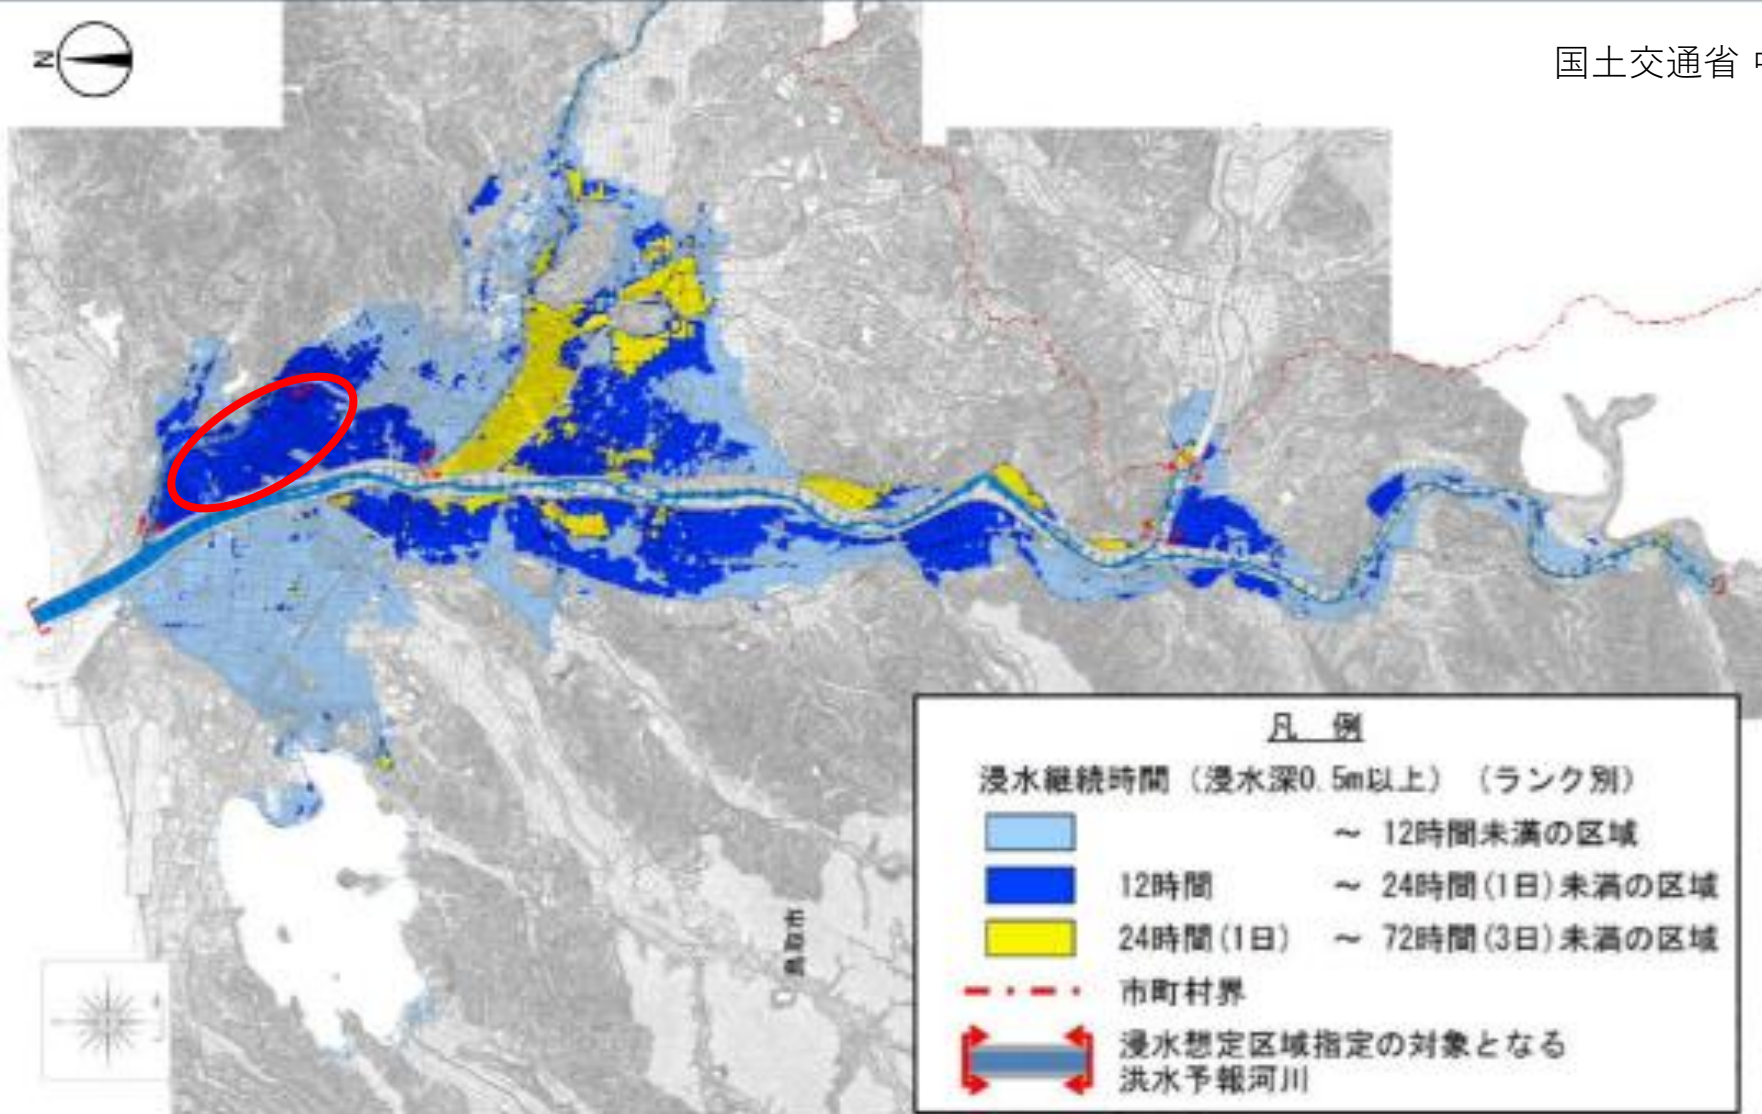 N
国土交通省
鳥取市
凡 例
浸水継続時間（浸水深0.5m以上）（ランク別）
～ 12時間未満の区域
12時間 ～ 24時間(1日)未満の区域
24時間(1日) ～ 72時間(3日)未満の区域
市町村界
浸水想定区域指定の対象となる
洪水予報河川